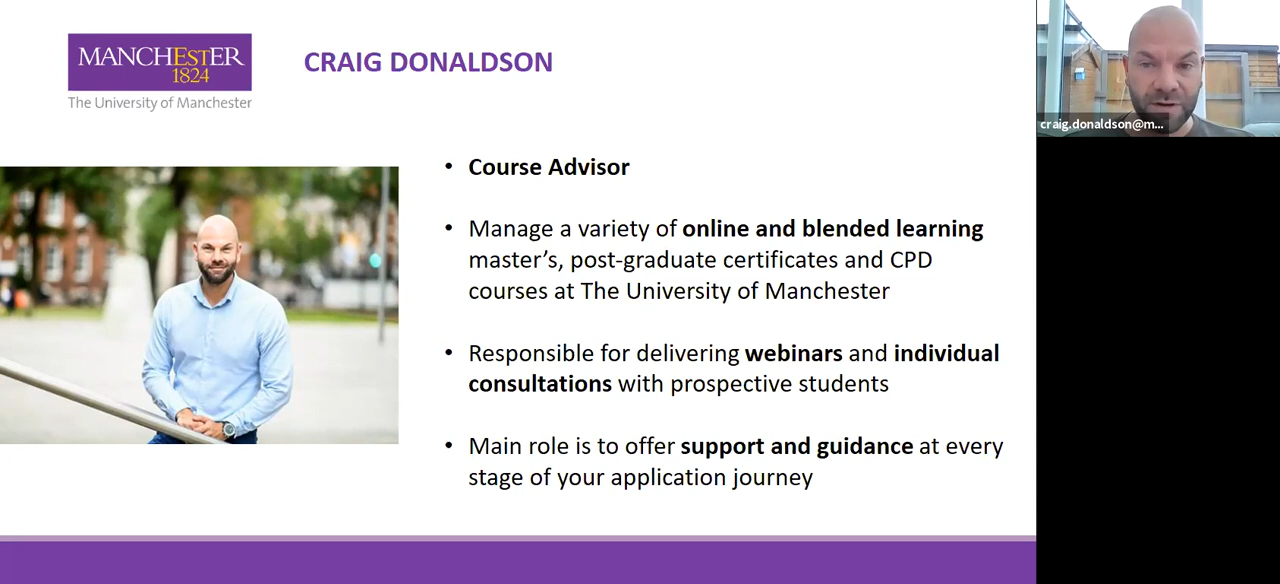 MANCHESTER
1824
The University of Manchester
CRAIG DONALDSON
• Course Advisor
• Manage a variety of online and blended learning
master’s, post-graduate certificates and CPD
courses at The University of Manchester
• Responsible for delivering webinars and individual
consultations with prospective students
• Main role is to offer support and guidance at every
stage of your application journey
craig.donaldson@m...